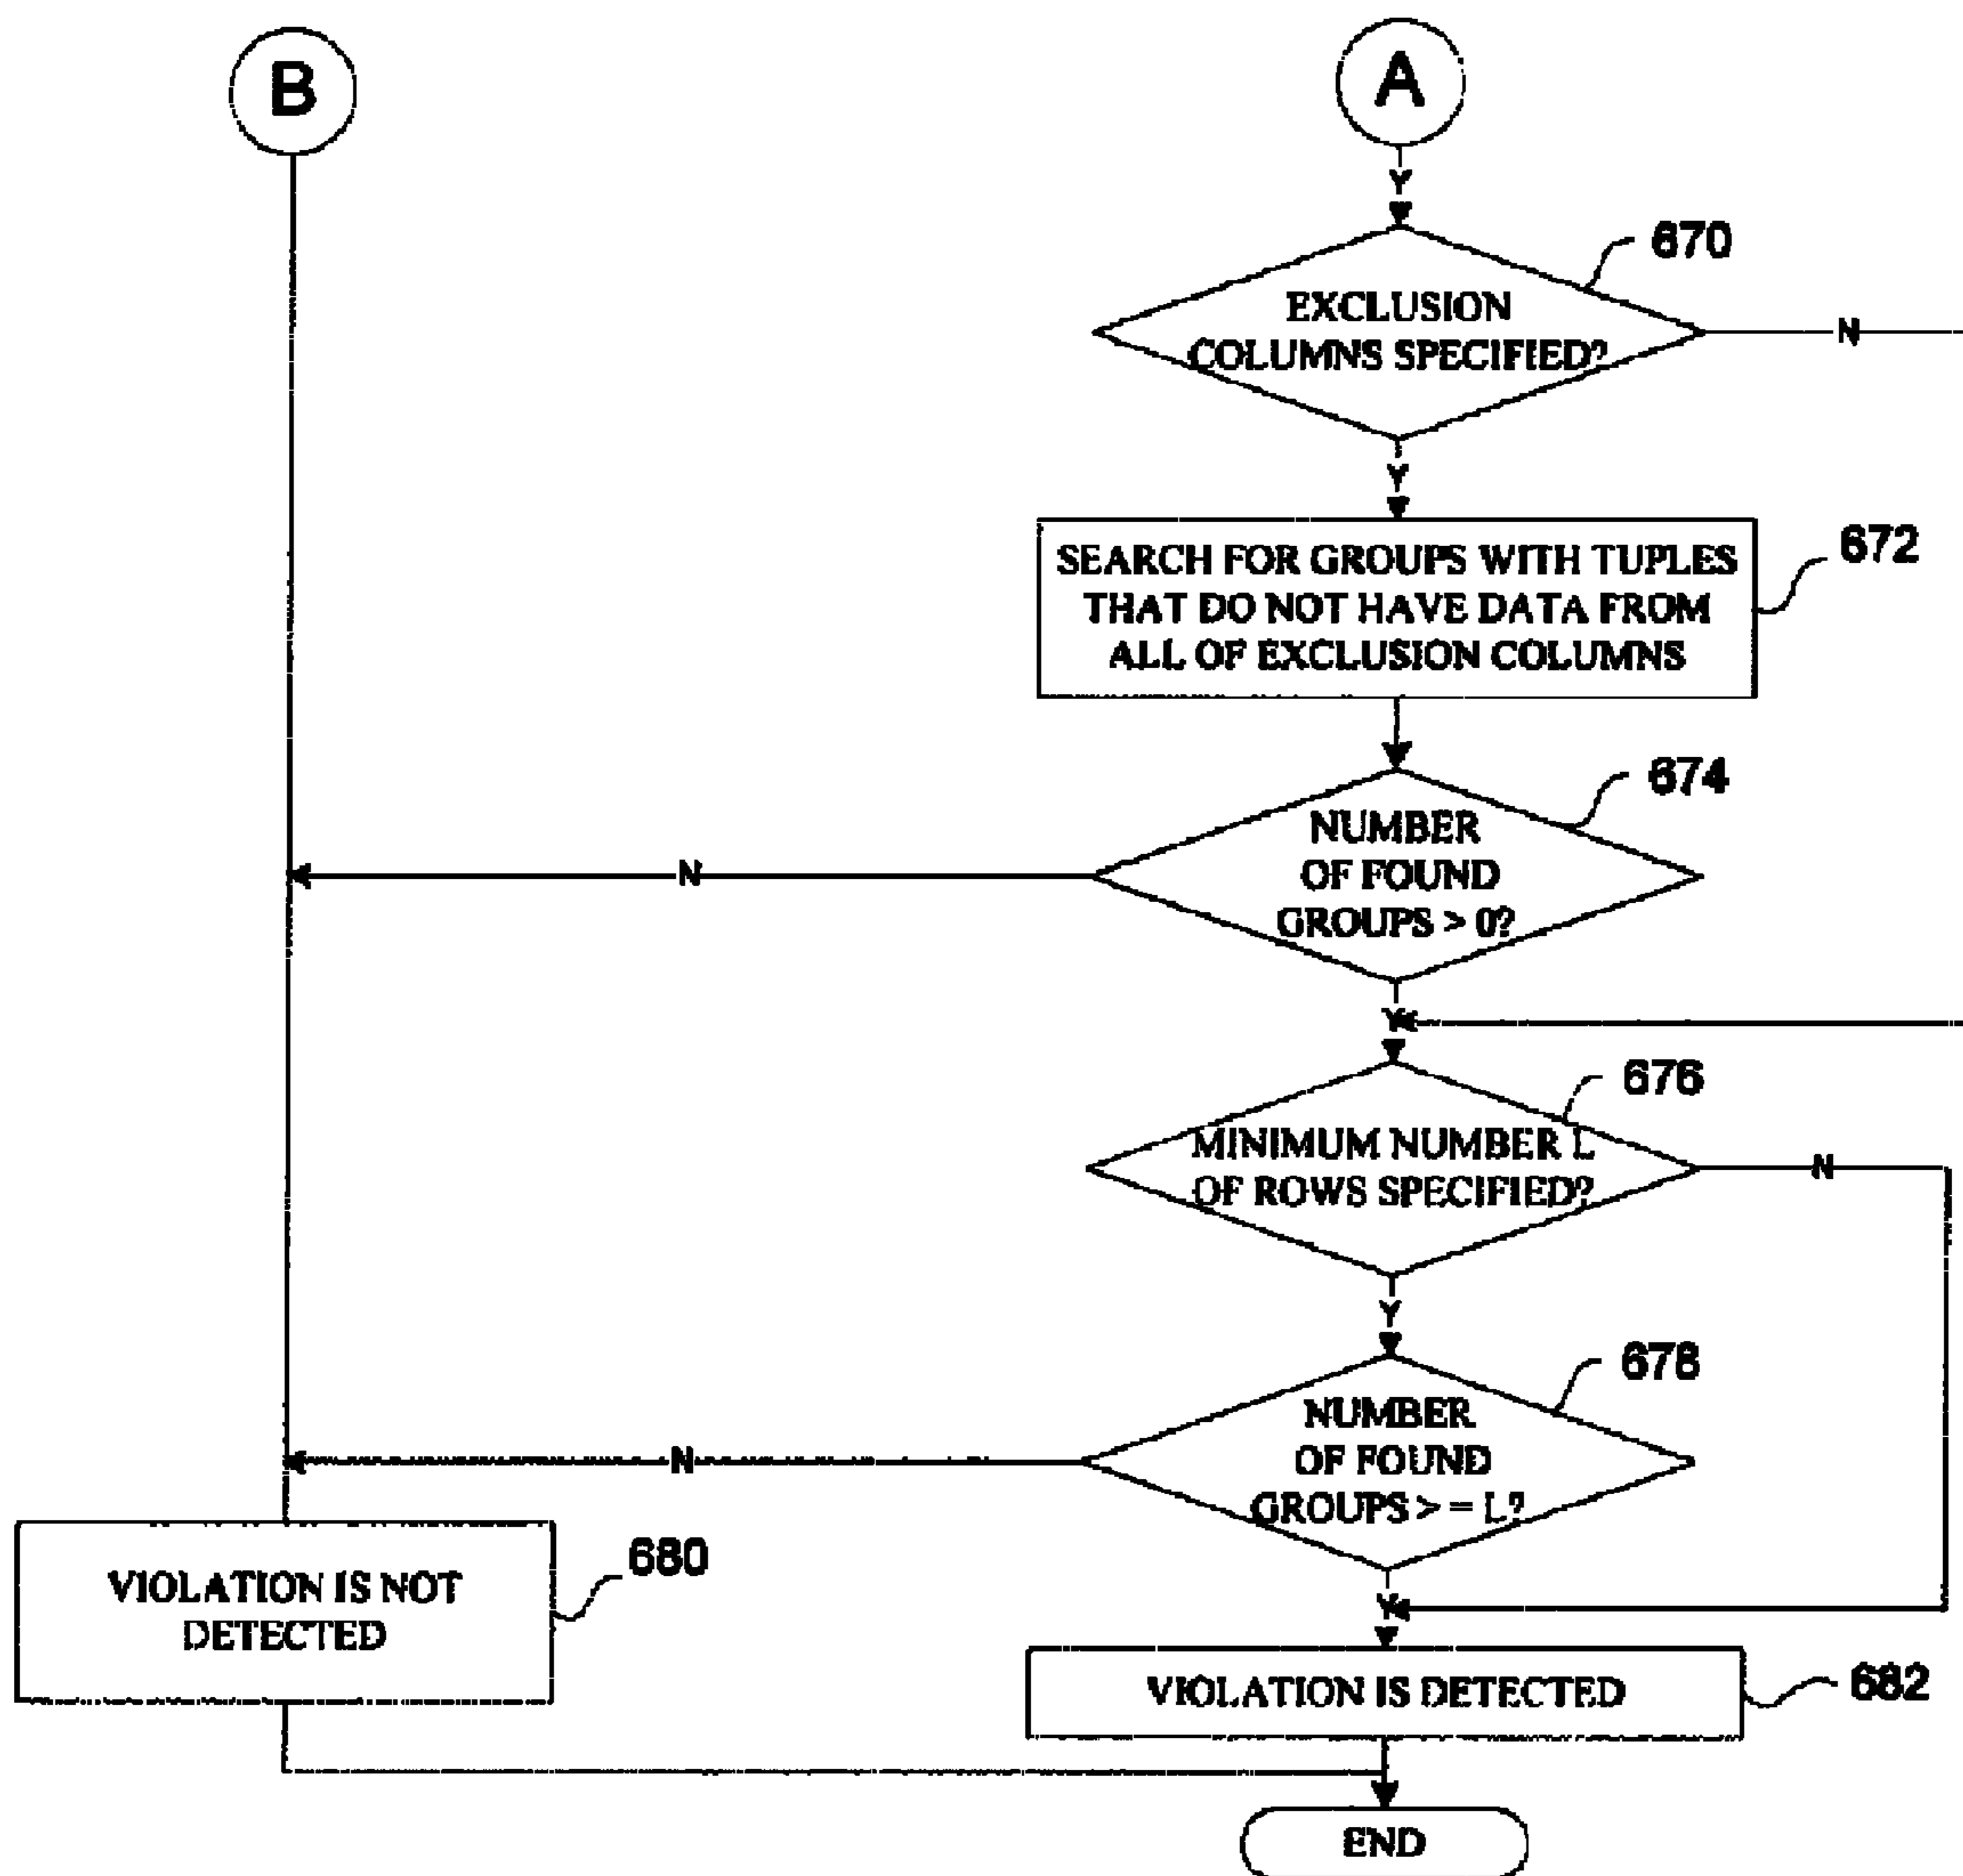 B
A
Y
670
EXCLUSION
COLUMNS SPECIFIED?
N
Y
672
SEARCH FOR GROUPS WITH TUPLES
THAT DO NOT HAVE DATA FROM
ALL OF EXCLUSION COLUMNS
674
NUMBER
OF FOUND
GROUPS > 0?
N
Y
676
MINIMUM NUMBER L
OF ROWS SPECIFIED?
N
Y
678
NUMBER
OF FOUND
GROUPS > = L?
N
Y
680
VIOLATION IS NOT
DETECTED
682
VIOLATION IS DETECTED
END